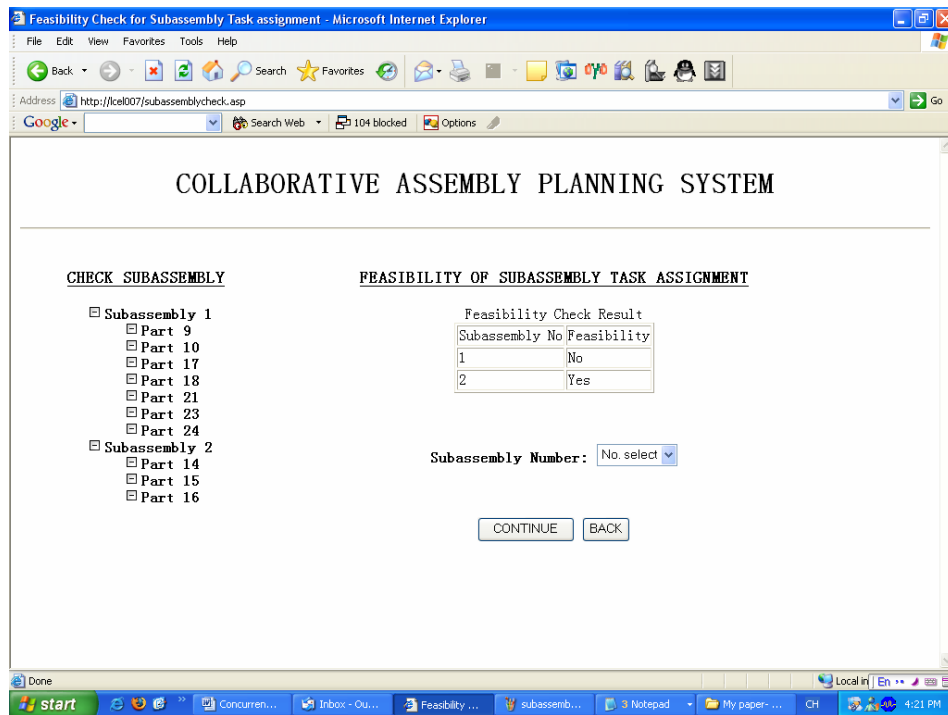 Feasibility Check for Subassembly Task assignment - Microsoft Internet Explorer
File Edit View Favorites Tools Help
Back Search Favorites
Address http://lcel007/subassemblycheck.asp Go
Google Search Web 104 blocked Options
COLLABORATIVE ASSEMBLY PLANNING SYSTEM
CHECK SUBASSEMBLY
Subassembly 1
Part 9
Part 10
Part 17
Part 18
Part 21
Part 23
Part 24
Subassembly 2
Part 14
Part 15
Part 16
FEASIBILITY OF SUBASSEMBLY TASK ASSIGNMENT
Feasibility Check Result
Subassembly No Feasibility
1 No
2 Yes
Subassembly Number: No. select
CONTINUE BACK
Done Local in En
start Concurren... Inbox - Ou... Feasibility ... subassemb... 3 Notepad My paper- ... CH 4:21 PM